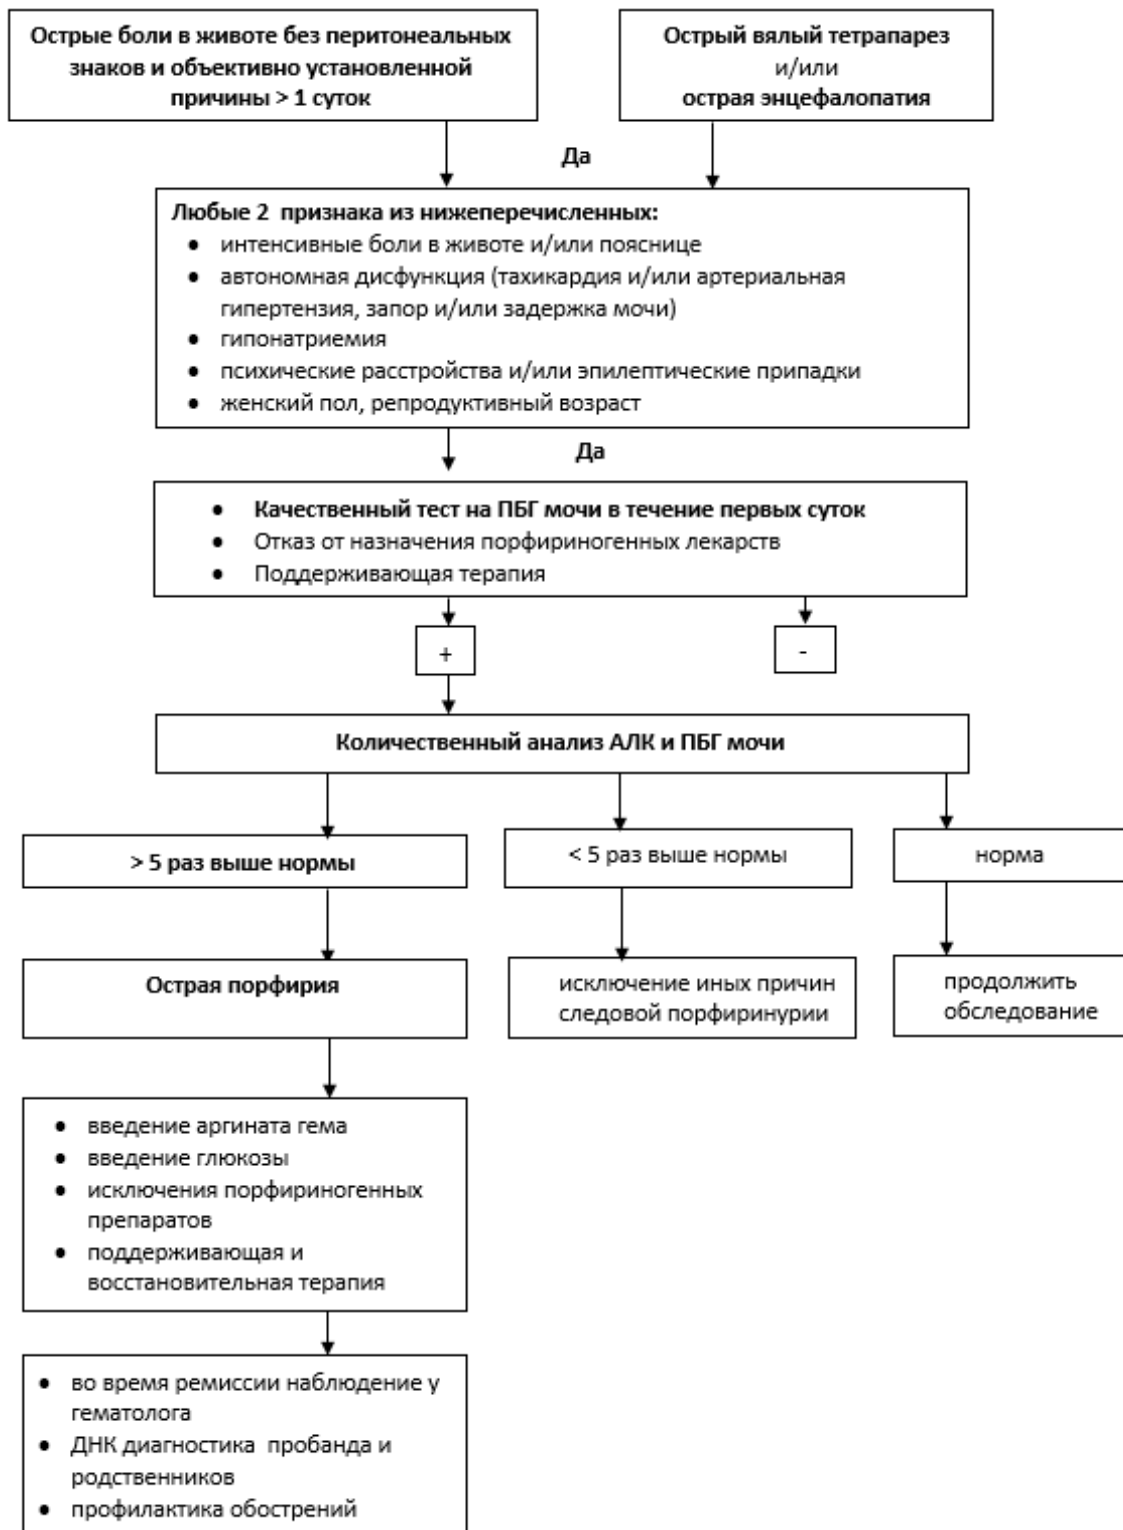 Острые боли в животе без перитонеальных
знаков и объективно установленной
причины > 1 суток
Острый вялый тетрапарез
и/или
острая энцефалопатия
Да
Любые 2 признака из нижеперечисленных:
• интенсивные боли в животе и/или пояснице
• автономная дисфункция (тахикардия и/или артериальная
гипертензия, запор и/или задержка мочи)
• гипонатриемия
• психические расстройства и/или эпилептические припадки
• женский пол, репродуктивный возраст
Да
• Качественный тест на ПБГ мочи в течение первых суток
• Отказ от назначения порфириногенных лекарств
• Поддерживающая терапия
+
-
Количественный анализ АЛК и ПБГ мочи
> 5 раз выше нормы
< 5 раз выше нормы
норма
Острая порфирия
исключение иных причин
следовой порфиринурии
продолжить
обследование
• введение аргината гема
• введение глюкозы
• исключения порфириногенных
препаратов
• поддерживающая и
восстановительная терапия
• во время ремиссии наблюдение у
гематолога
• ДНК диагностика пробанда и
родственников
• профилактика обострений